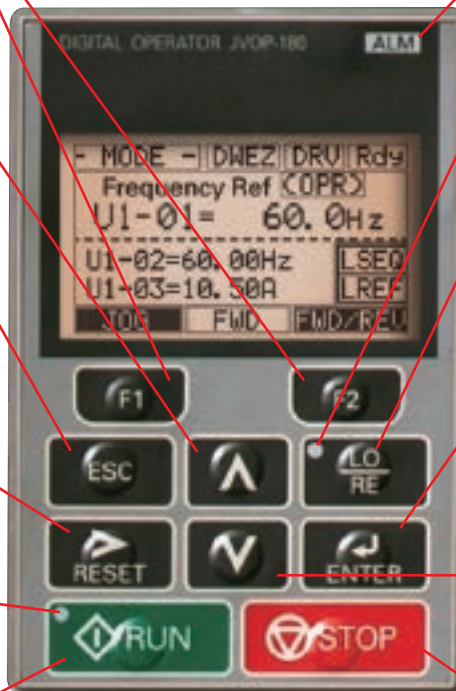 DIGITAL OPERATOR JVOP-180 ALM
- MODE - DWEZ DRV Rdy
Frequency Ref (OPR)
U1-01= 60.0Hz
U1-02=60.00Hz LSEQ
U1-03=10.50A LREF
JOG FWD FWD/REV
F1 F2
ESC Λ LO RE
RESET V ENTER
RUN STOP